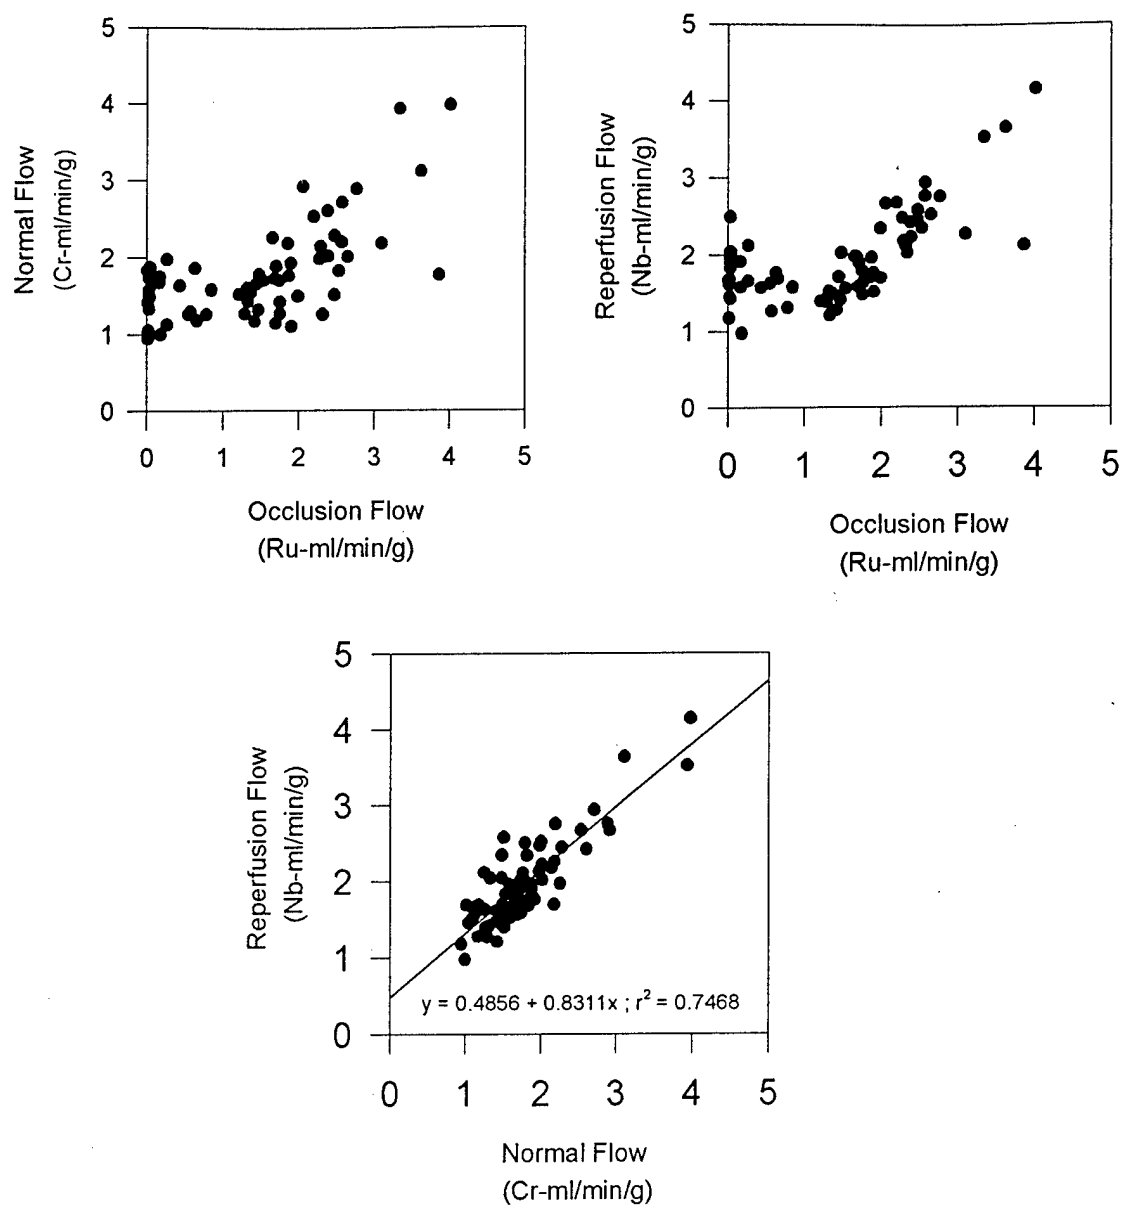 5
4
3
2
1
0
Normal Flow
(Cr-ml/min/g)
0 1 2 3 4 5
Occlusion Flow
(Ru-ml/min/g)
5
4
3
2
1
0
Reperfusion Flow
(Nb-ml/min/g)
0 1 2 3 4 5
Occlusion Flow
(Ru-ml/min/g)
5
4
3
2
1
0
Reperfusion Flow
(Nb-ml/min/g)
y = 0.4856 + 0.8311x ; r² = 0.7468
0 1 2 3 4 5
Normal Flow
(Cr-ml/min/g)